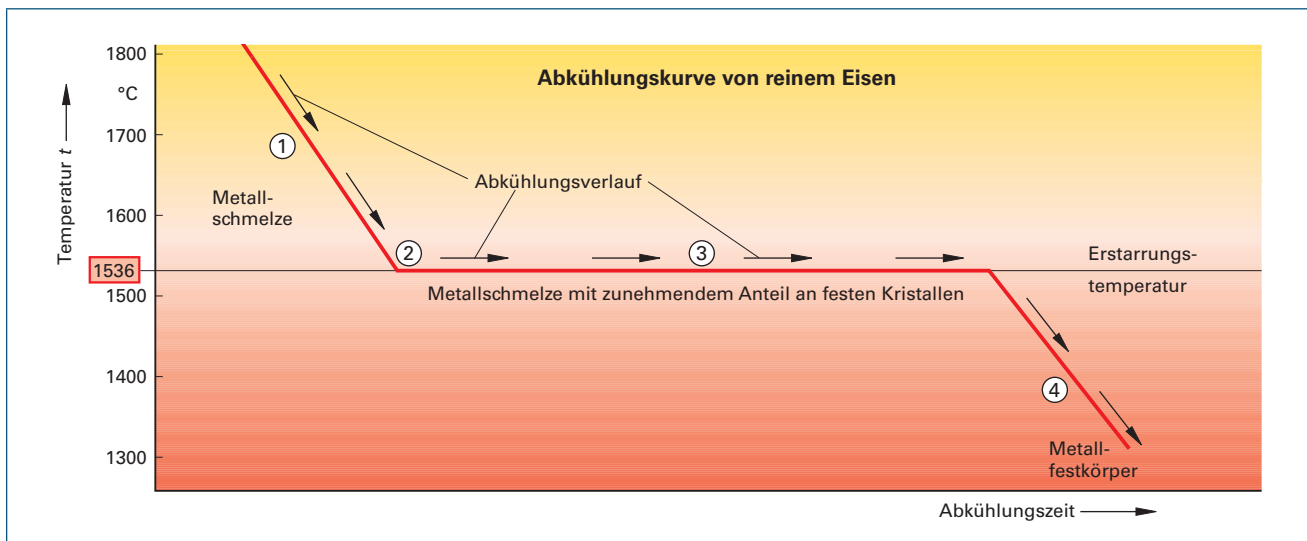 Abkühlungskurve von reinem Eisen
Temperatur t
°C
1800
1700
1600
1536
1500
1400
1300
1
Metall-
schmelze
Abkühlungsverlauf
2
3
Metallschmelze mit zunehmendem Anteil an festen Kristallen
Erstarrungs-
temperatur
4
Metall-
festkörper
Abkühlungszeit